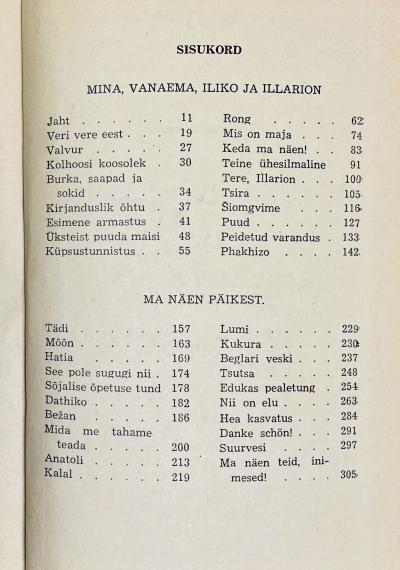 SISUKORD
MINA, VANAEMA, ILIKO JA ILLARION
Jaht . . . . . . 11
Veri vere eest . . . 19
Valvur . . . . . 27
Kolhoosi koosolek . 30
Burka, saapad ja
sokid . . . . . 34
Kirjanduslik õhtu . 37
Esimene armastus . 41
Üksteist puuda maisi 48
Küpsustunnistus . . 55
Rong . . . . . 62
Mis on maja . . . 74
Keda ma näen! . . 83
Teine ühesilmaline 91
Tere, Illarion . . . 100
Tsira . . . . . . 105
Šiomgvime . . . . 116
Puud . . . . . . 127
Peidetud varandus . 133
Phakhizo . . . . 142
MA NÄEN PÄIKEST.
Tädi . . . . . . 157
Mõõn . . . . . . 163
Hatia . . . . . . 169
See pole sugugi nii . 174
Sõjalise õpetuse tund 178
Dathiko . . . . . 182
Bežan . . . . . 186
Mida me tahame
teada . . . . . 200
Anatoli . . . . . 213
Kalal . . . . . . 219
Lumi . . . . . . 229
Kukura . . . . . 230
Beglari veski . . . 237
Tsutsa . . . . . 248
Edukas pealetung . 254
Nii on elu . . . . 263
Hea kasvatus . . . 284
Danke schön! . . . 291
Suurvesi . . . . 297
Ma näen teid, ini-
mesed! . . . . 305